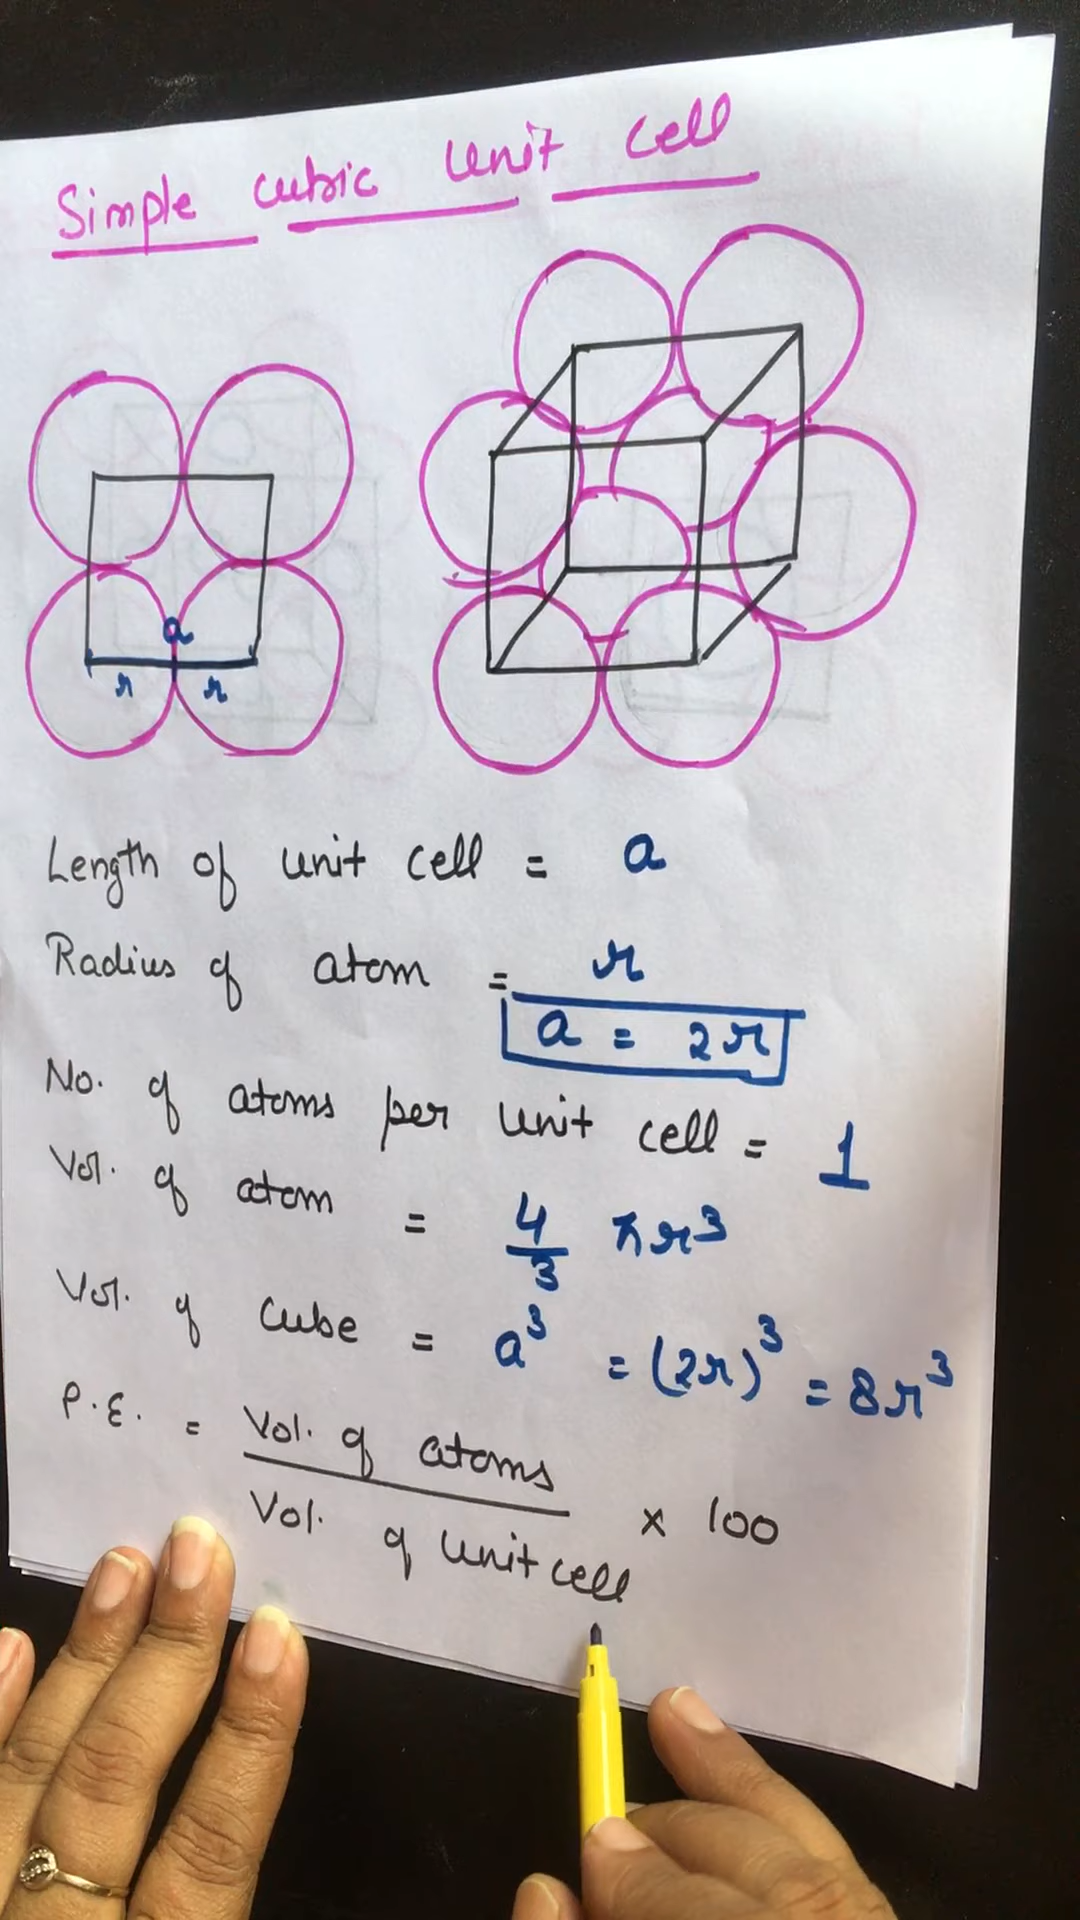 Simple cubic unit cell
a
r r
Length of unit cell = a
Radius of atom = r
a = 2r
No. of atoms per unit cell = 1
Vol. of atom = 4/3 πr³
Vol. of cube = a³ = (2r)³ = 8r³
P.E. = Vol. of atoms / Vol. of unit cell × 100